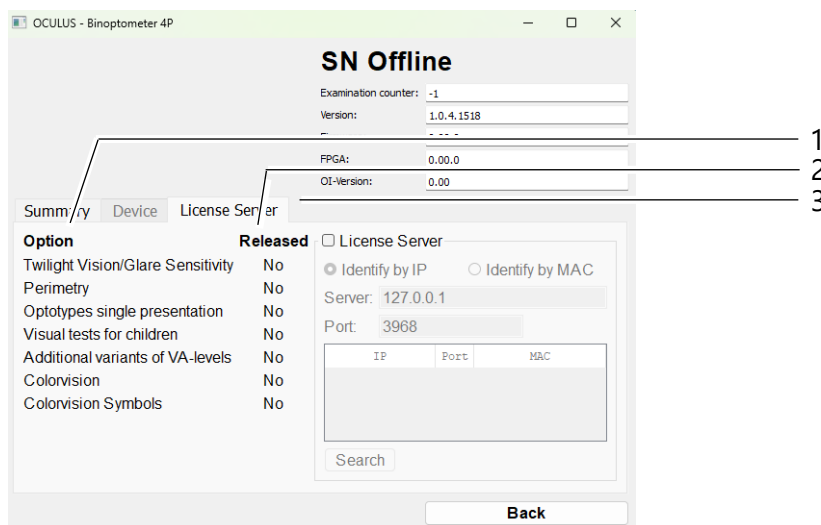 OCULUS - Binoptometer 4P
SN Offline
Examination counter: -1
Version: 1.0.4.1518
FPGA: 0.00.0
OI-Version: 0.00
1
2
3
Summary Device License Server
Option Released
Twilight Vision/Glare Sensitivity No
Perimetry No
Optotypes single presentation No
Visual tests for children No
Additional variants of VA-levels No
Colorvision No
Colorvision Symbols No
License Server
Identify by IP Identify by MAC
Server: 127.0.0.1
Port: 3968
IP Port MAC
Search
Back